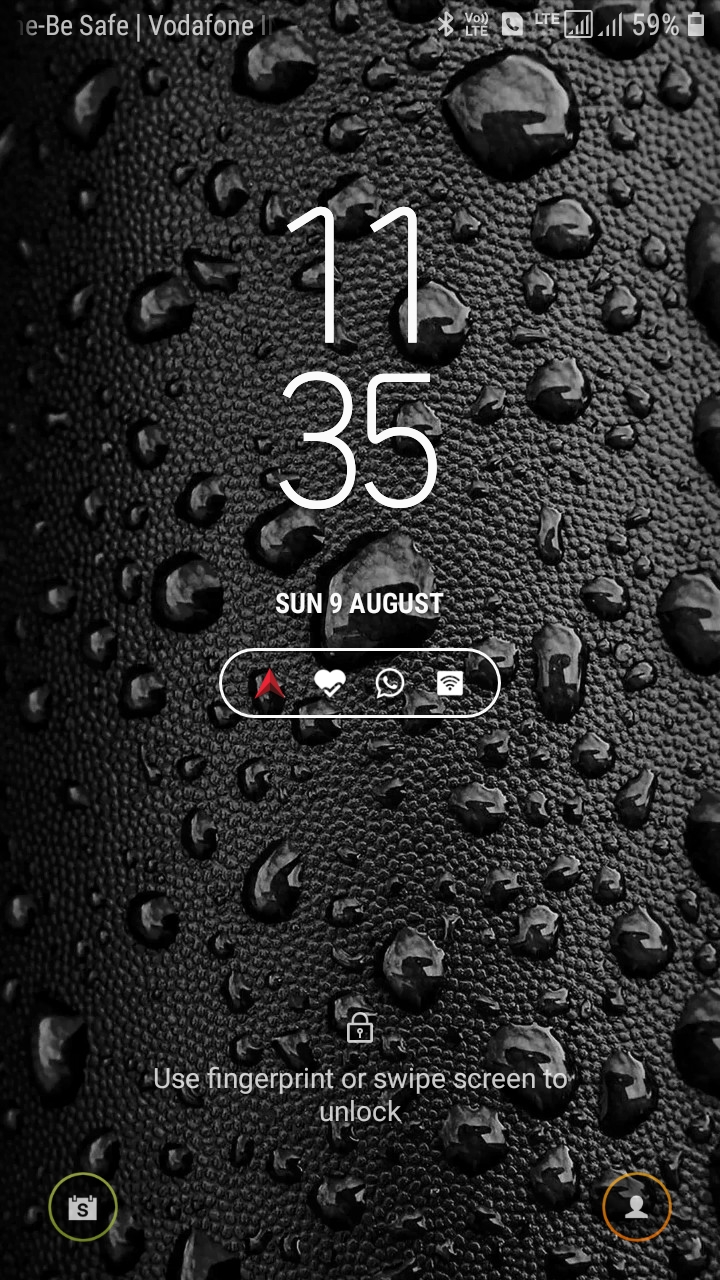 e-Be Safe | Vodafone
Vo))
LTE
LTE
59%
11
35
SUN 9 AUGUST
Use fingerprint or swipe screen to
unlock
S